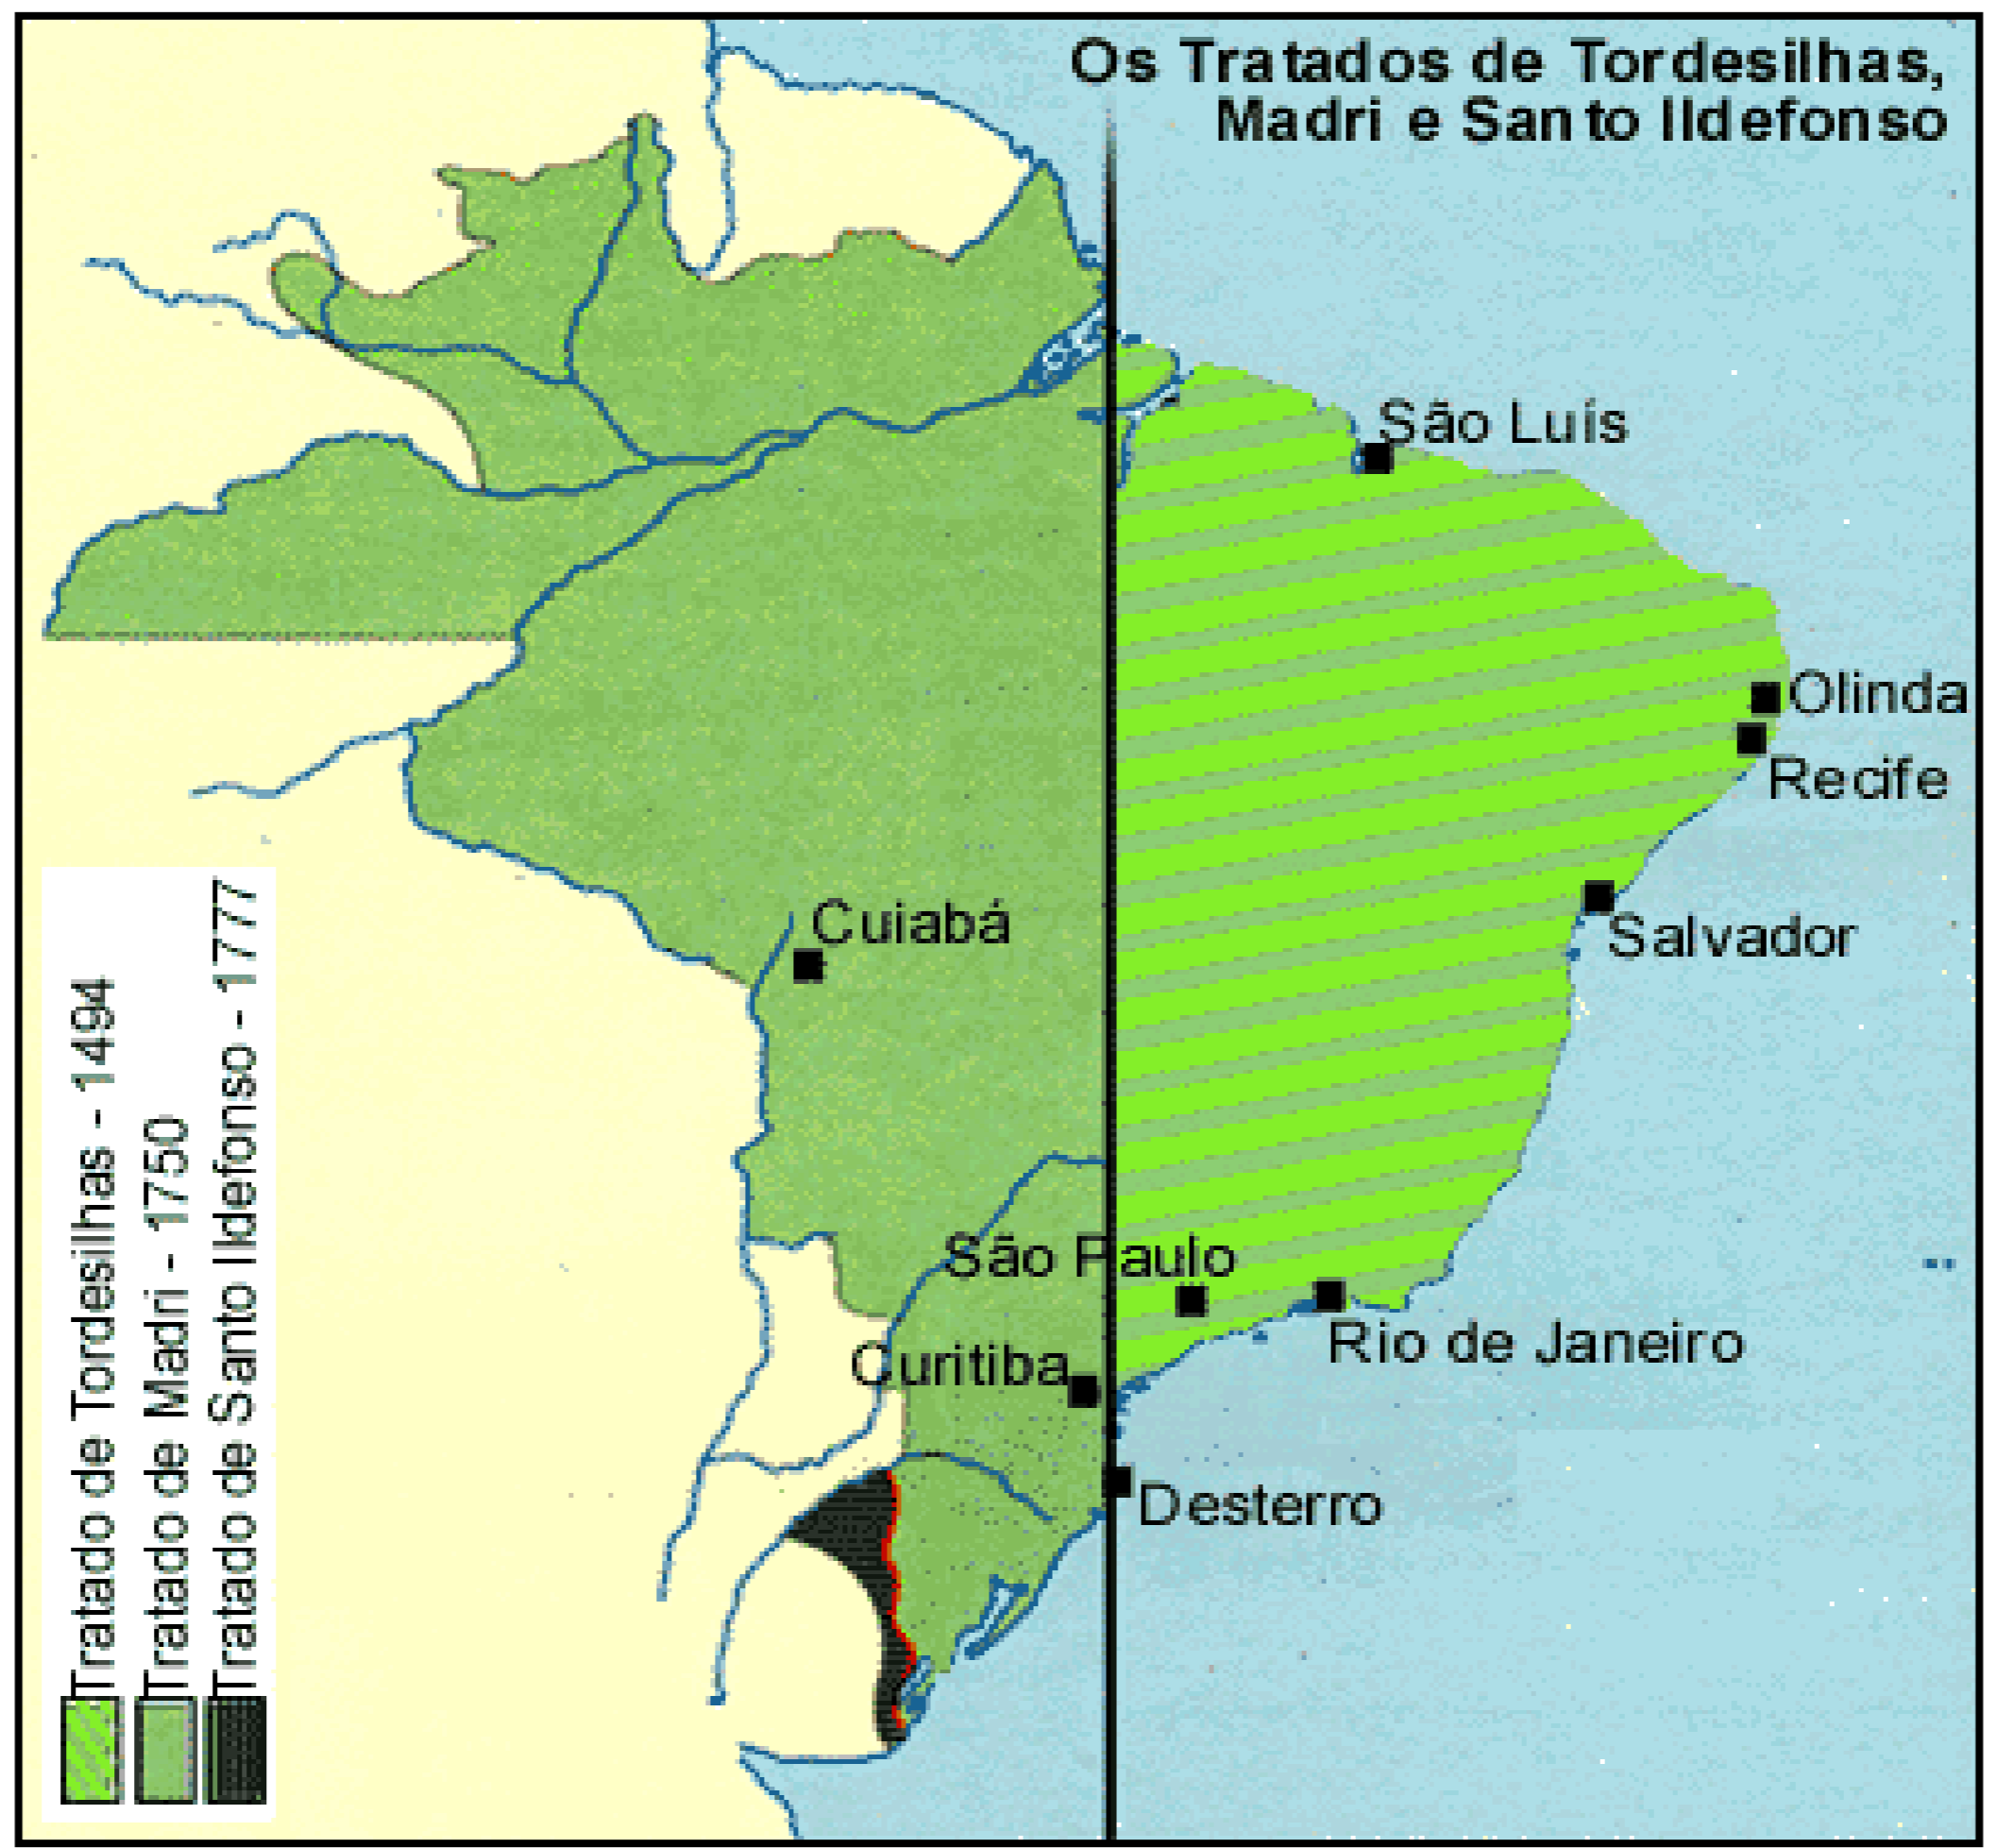 Os Tratados de Tordesilhas,
Madri e Santo Ildefonso
São Luís
Olinda
Recife
Cuiabá
Salvador
São Paulo
Rio de Janeiro
Curitiba
Desterro
Tratado de Tordesilhas - 1494
Tratado de Madri - 1750
Tratado de Santo Ildefonso - 1777